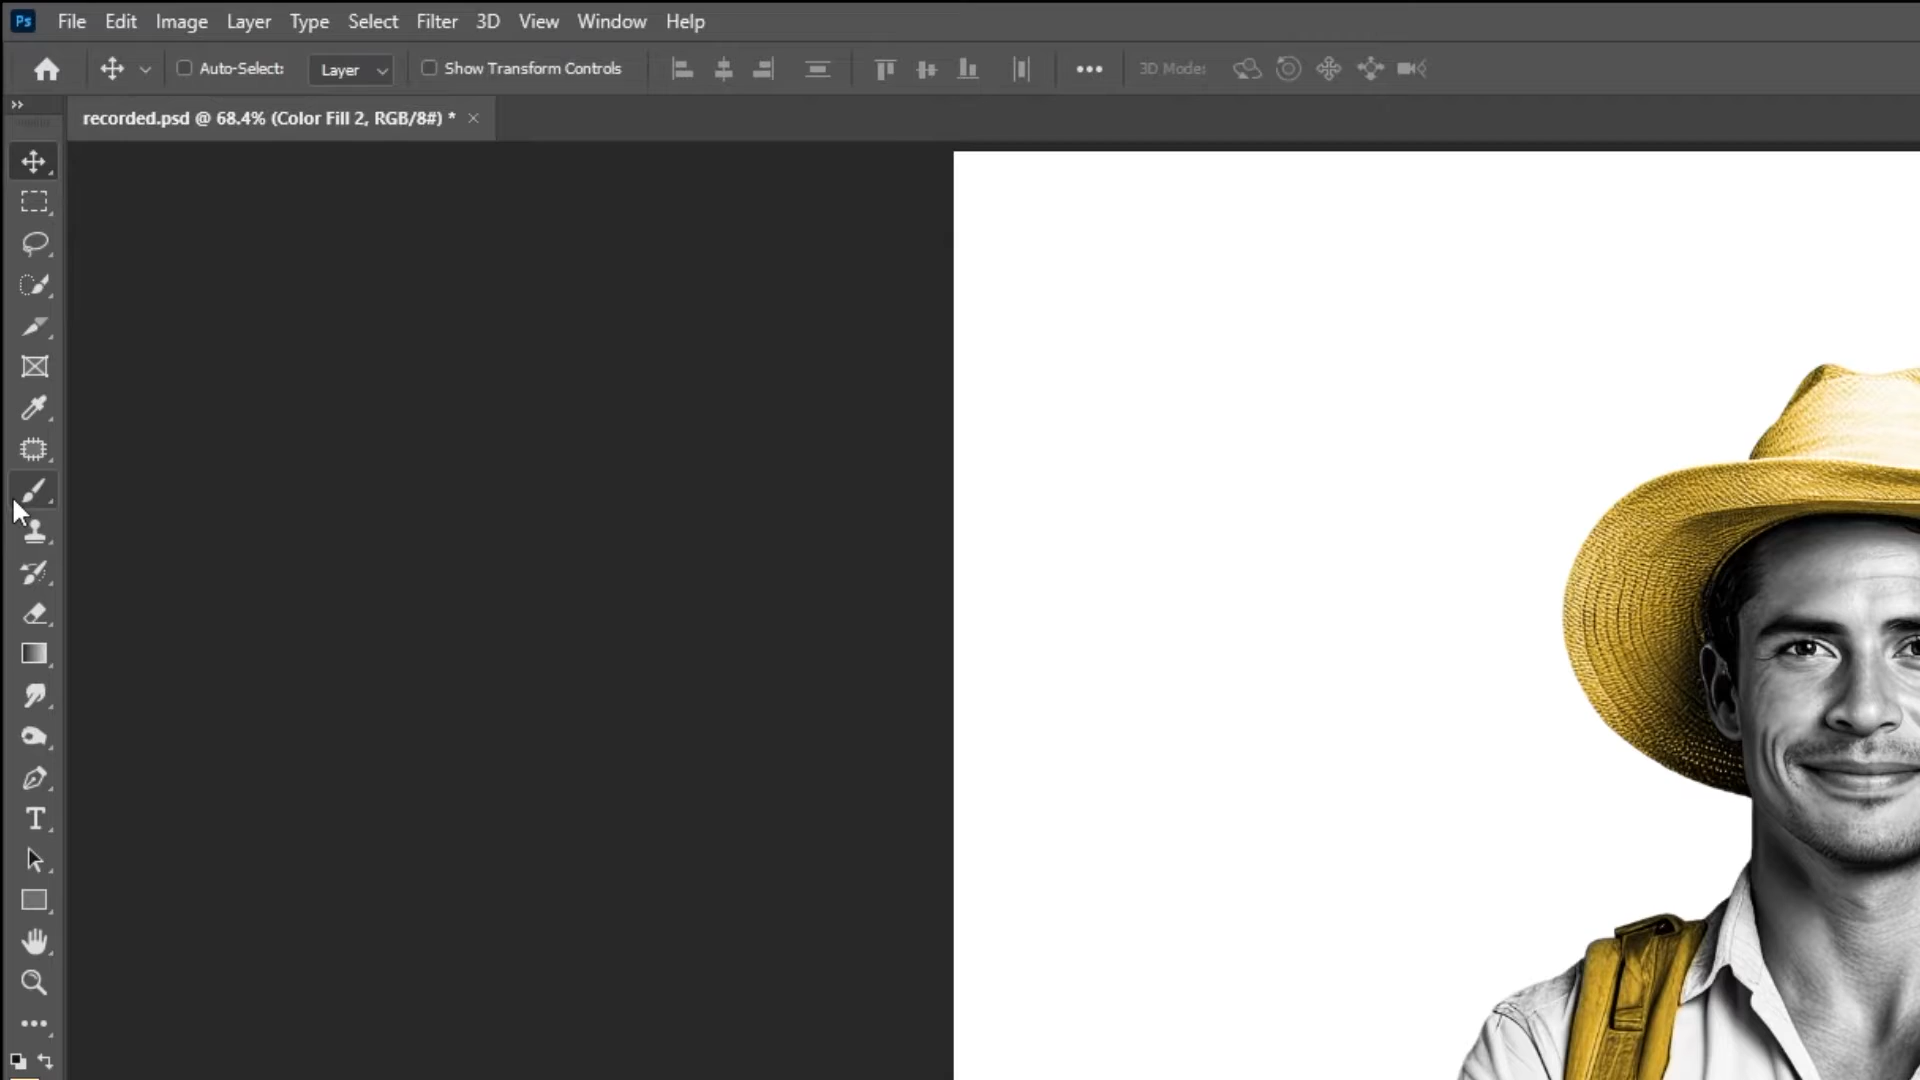 Ps File Edit Image Layer Type Select Filter 3D View Window Help
Auto-Select: Layer Show Transform Controls 3D Mode:
recorded.psd @ 68.4% (Color Fill 2, RGB/8#) *